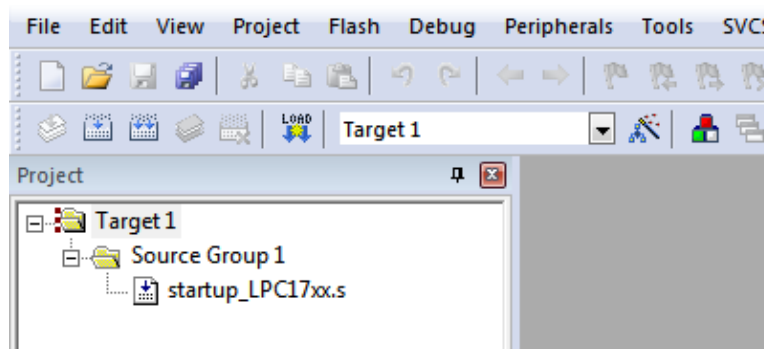 File Edit View Project Flash Debug Peripherals Tools SVCS
LOAD Target 1
Project
Target 1
Source Group 1
startup_LPC17xx.s